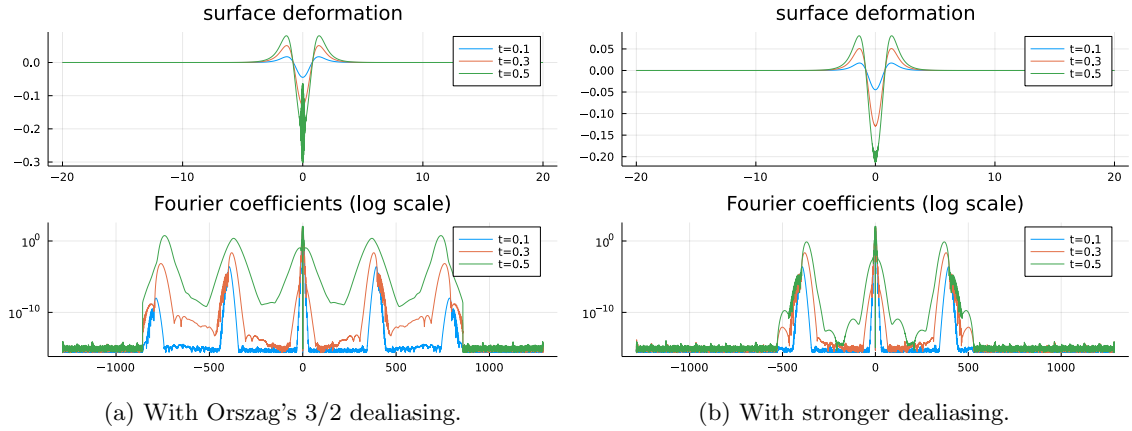 surface deformation
t=0.1
t=0.3
t=0.5
0.0
−0.1
−0.2
−0.3
−20
−10
0
10
20
Fourier coefficients (log scale)
t=0.1
t=0.3
t=0.5
10^0
10^−10
−1000
−500
0
500
1000
(a) With Orszag's 3/2 dealiasing.
surface deformation
t=0.1
t=0.3
t=0.5
0.05
0.00
−0.05
−0.10
−0.15
−0.20
−20
−10
0
10
20
Fourier coefficients (log scale)
t=0.1
t=0.3
t=0.5
10^0
10^−10
−1000
−500
0
500
1000
(b) With stronger dealiasing.